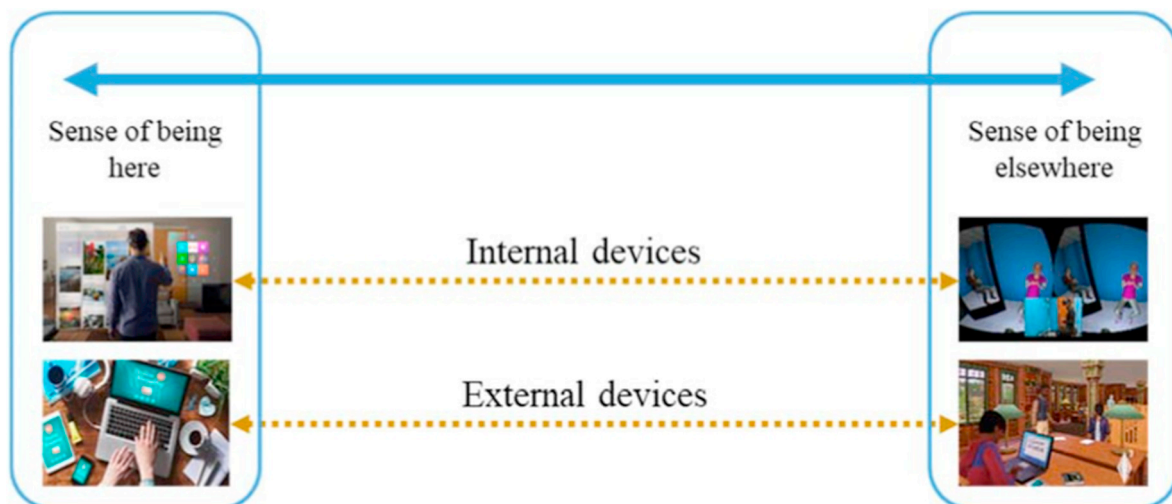 Sense of being
here
Sense of being
elsewhere
Internal devices
External devices